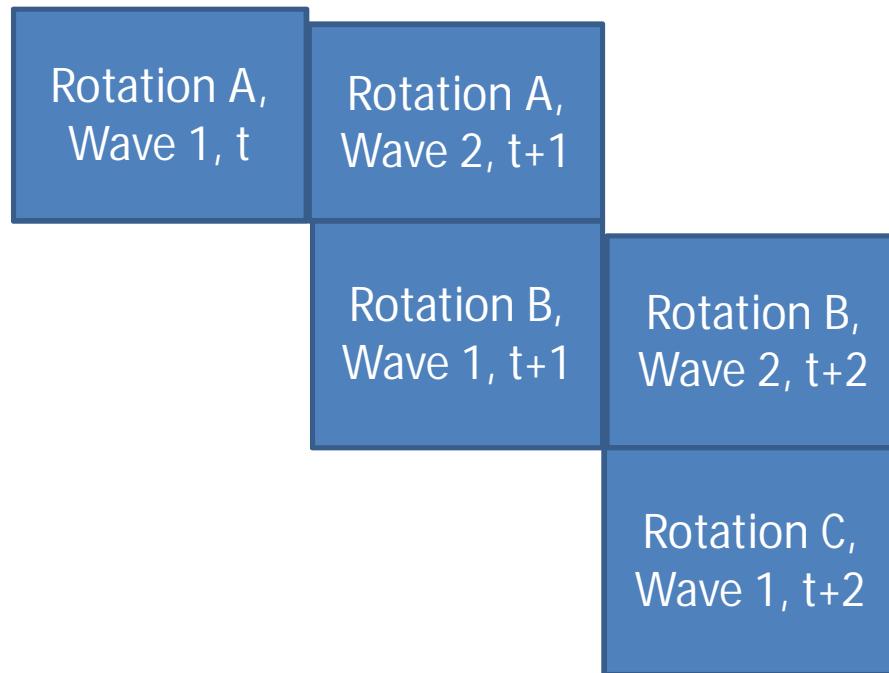 Rotation A,
Wave 1, t
Rotation A,
Wave 2, t+1
Rotation B,
Wave 1, t+1
Rotation B,
Wave 2, t+2
Rotation C,
Wave 1, t+2